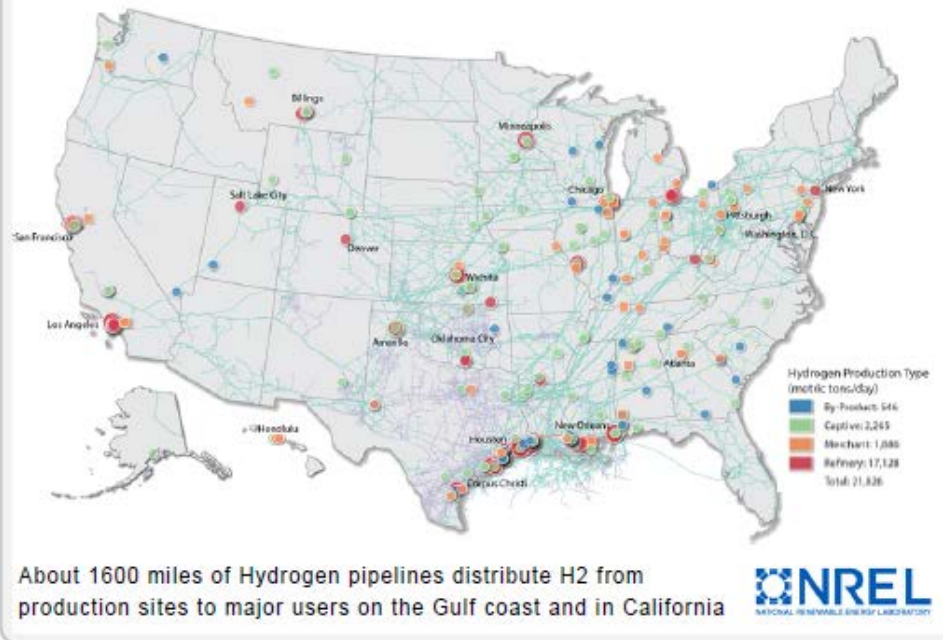 Billings
Minneapolis
Salt Lake City
Chicago
New York
San Francisco
Pittsburgh
Washington, D.C.
Denver
Wichita
Los Angeles
Amarillo
Oklahoma City
Atlanta
Hydrogen Production Type
(metric tons/day)
By-Product: 546
Captive: 2,265
Merchant: 1,886
Refinery: 17,128
Total: 21,826
Honolulu
New Orleans
Houston
Corpus Christi
About 1600 miles of Hydrogen pipelines distribute H2 from
production sites to major users on the Gulf coast and in California
NREL
NATIONAL RENEWABLE ENERGY LABORATORY